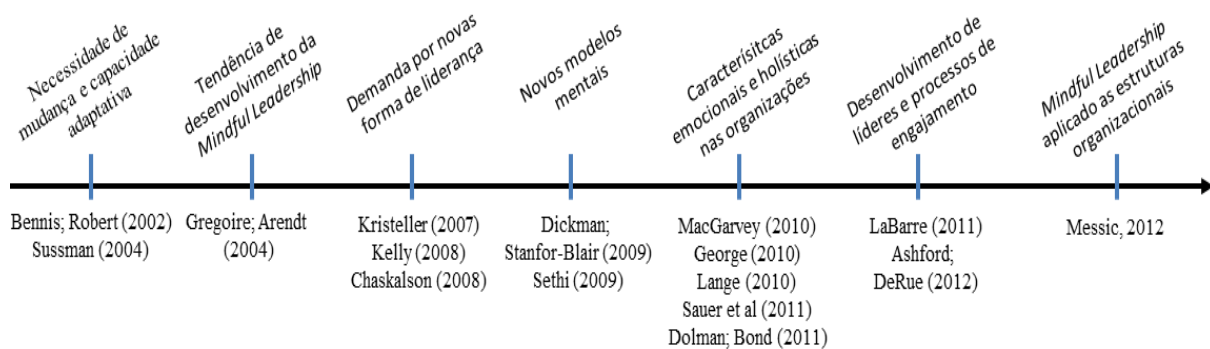 Necessidade de
mudança e capacidade
adaptativa
Tendência de
desenvolvimento da
Mindful Leadership
Demanda por novas
forma de liderança
Novos modelos
mentais
Caracterísitcas
emocionais e holísticas
nas organizações
Desenvolvimento de
líderes e processos de
engajamento
Mindful Leadership
aplicado as estruturas
organizacionais
Bennis; Robert (2002)
Sussman (2004)
Gregoire; Arendt
(2004)
Kristeller (2007)
Kelly (2008)
Chaskalson (2008)
Dickman;
Stanfor-Blair (2009)
Sethi (2009)
MacGarvey (2010)
George (2010)
Lange (2010)
Sauer et al (2011)
Dolman; Bond (2011)
LaBarre (2011)
Ashford;
DeRue (2012)
Messic, 2012